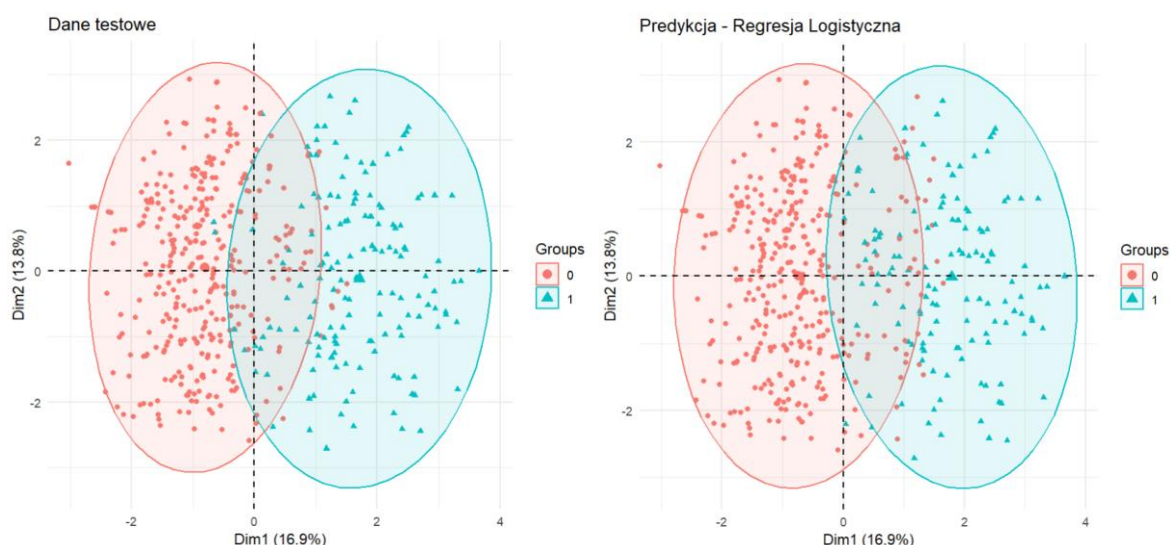 Dane testowe
2
0
-2
Dim2 (13.8%)
-2
0
2
4
Dim1 (16.9%)
Groups
0
1
Predykcja - Regresja Logistyczna
2
0
-2
Dim2 (13.8%)
-2
0
2
4
Dim1 (16.9%)
Groups
0
1